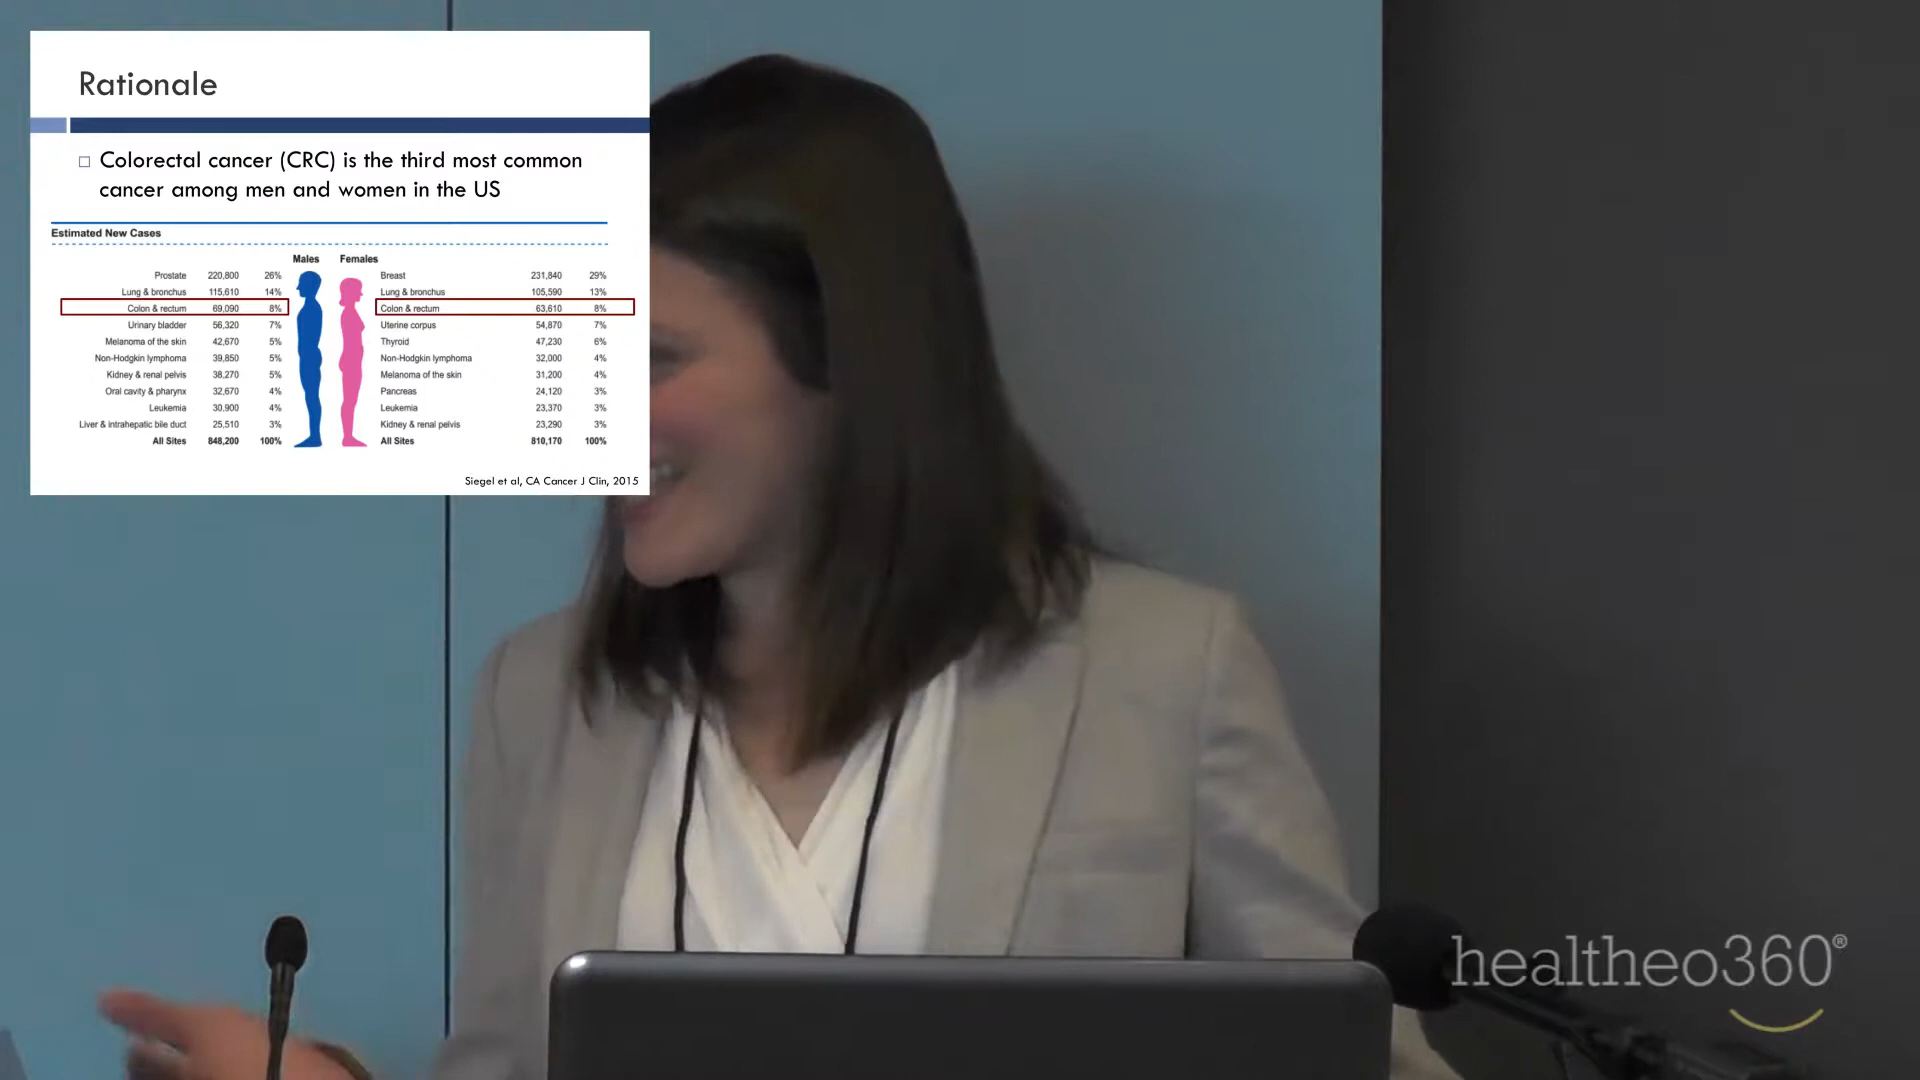 Rationale
Colorectal cancer (CRC) is the third most common
cancer among men and women in the US
Estimated New Cases
Males Females
Prostate 220,800 26% Breast 231,840 29%
Lung & bronchus 115,610 14% Lung & bronchus 105,590 13%
Colon & rectum 69,090 8% Colon & rectum 63,610 8%
Urinary bladder 56,320 7% Uterine corpus 54,870 7%
Melanoma of the skin 42,670 5% Thyroid 47,230 6%
Non-Hodgkin lymphoma 39,850 5% Non-Hodgkin lymphoma 32,000 4%
Kidney & renal pelvis 38,270 5% Melanoma of the skin 31,200 4%
Oral cavity & pharynx 32,670 4% Pancreas 24,120 3%
Leukemia 30,900 4% Leukemia 23,370 3%
Liver & intrahepatic bile duct 25,510 3% Kidney & renal pelvis 23,290 3%
All Sites 848,200 100% All Sites 810,170 100%
Siegel et al, CA Cancer J Clin, 2015
healtheo360®